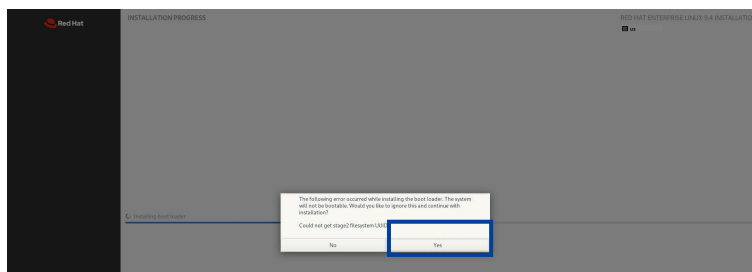 Red Hat
INSTALLATION PROGRESS
RED HAT ENTERPRISE LINUX 9.4 INSTALLATIO
us
Installing boot loader
The following error occurred while installing the boot loader. The system
will not be bootable. Would you like to ignore this and continue with
installation?
Could not get stage2 filesystem UUID
No
Yes